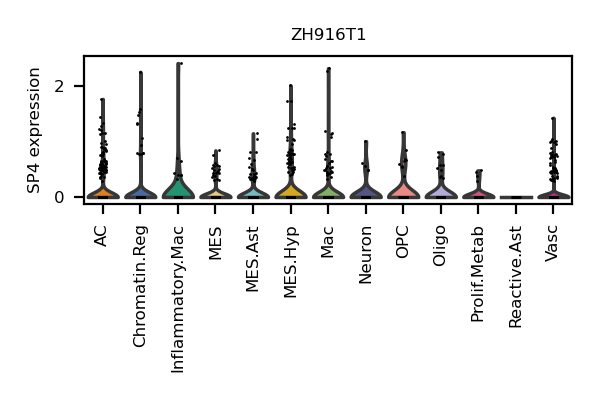 ZH916T1
SP4 expression
2
0
AC
Chromatin.Reg
Inflammatory.Mac
MES
MES.Ast
MES.Hyp
Mac
Neuron
OPC
Oligo
Prolif.Metab
Reactive.Ast
Vasc